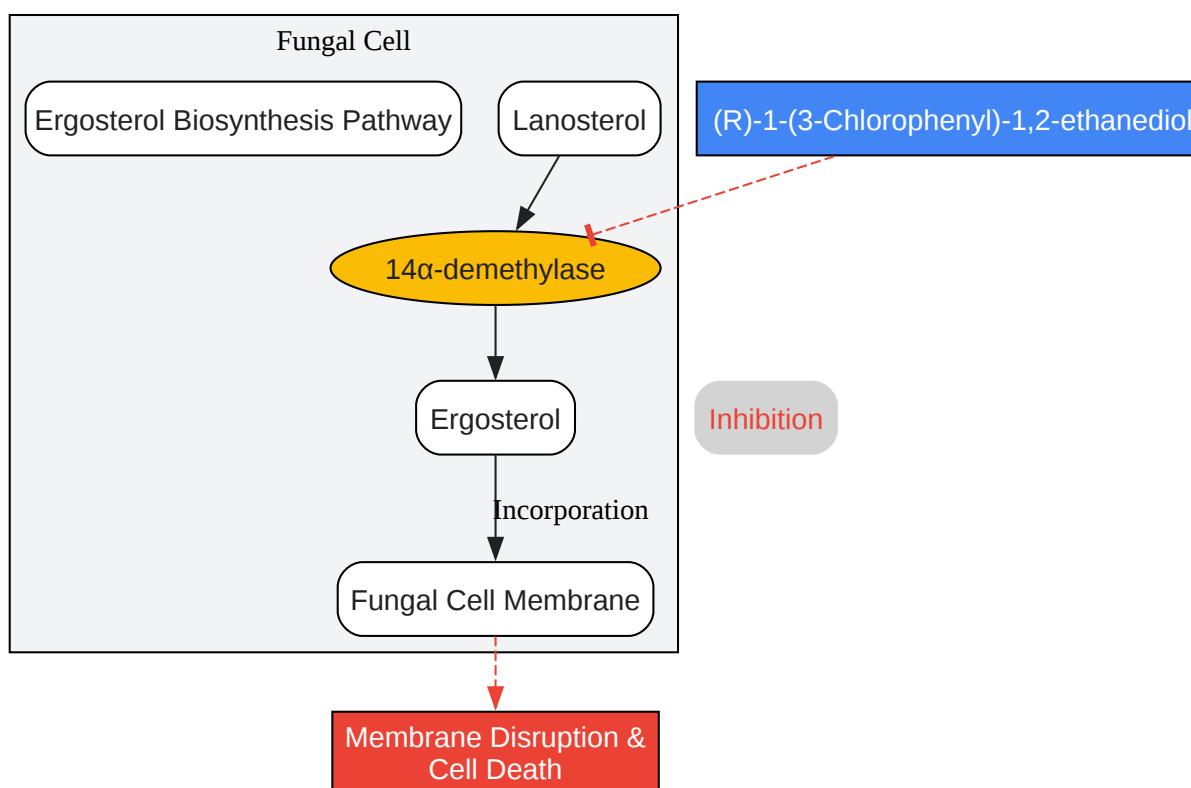 Fungal Cell
Ergosterol Biosynthesis Pathway
Lanosterol
(R)-1-(3-Chlorophenyl)-1,2-ethanediol
14α-demethylase
Ergosterol
Inhibition
Incorporation
Fungal Cell Membrane
Membrane Disruption &
Cell Death